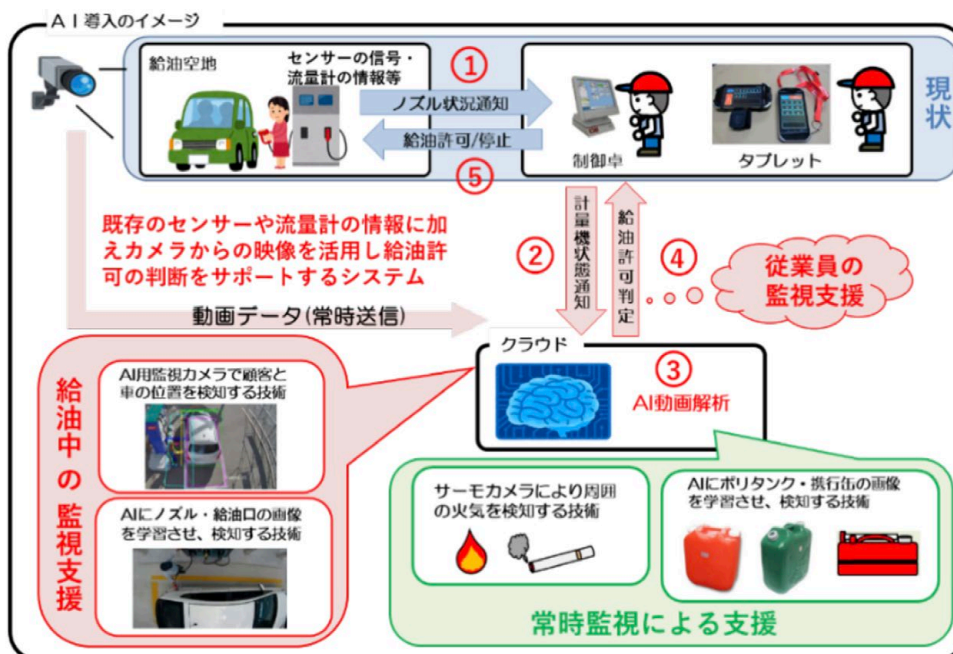 AI導入のイメージ
給油空地
センサーの信号・
流量計の情報等
①
ノズル状況通知
給油許可/停止
⑤
制御卓
タブレット
現状
既存のセンサーや流量計の情報に加
えカメラからの映像を活用し給油許
可の判断をサポートするシステム
動画データ(常時送信)
②
計量機状態通知
給油許可判定
④
従業員の
監視支援
クラウド
③
AI動画解析
給油中の監視支援
AI用監視カメラで顧客と
車の位置を検知する技術
AIにノズル・給油口の画像
を学習させ、検知する技術
サーモカメラにより周囲
の火気を検知する技術
AIにポリタンク・携行缶の画像
を学習させ、検知する技術
常時監視による支援